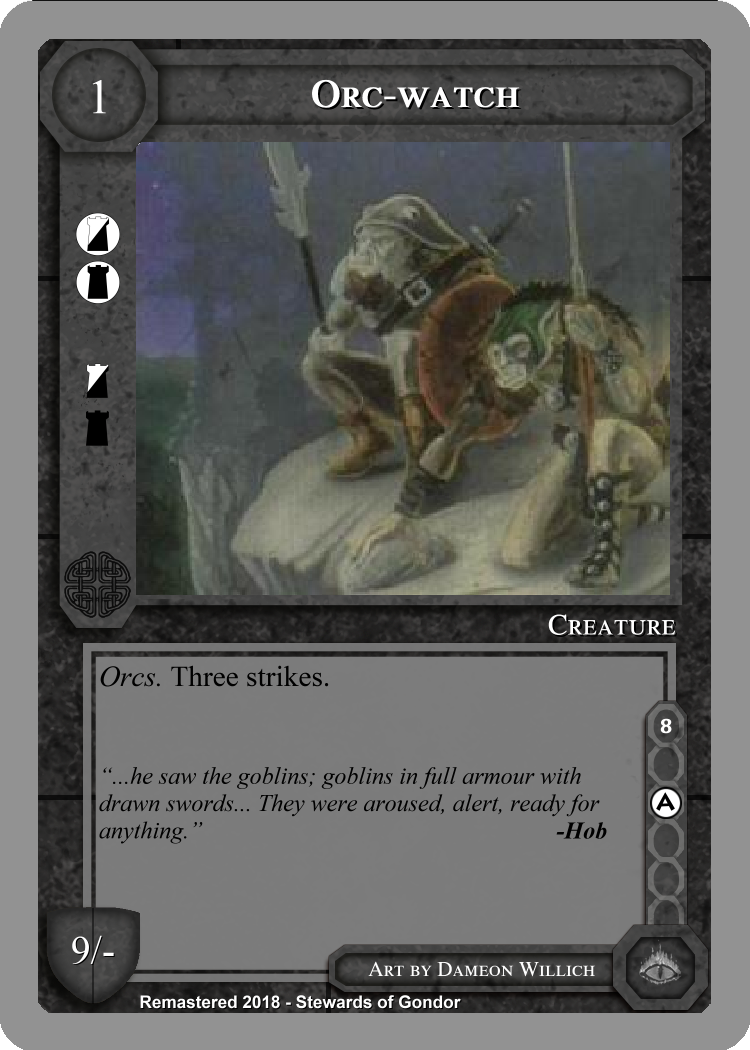 1
Orc-watch
Creature
Orcs. Three strikes.
8
“...he saw the goblins; goblins in full armour with
drawn swords... They were aroused, alert, ready for
anything.” -Hob
A
9/-
Art by Dameon Willich
Remastered 2018 - Stewards of Gondor